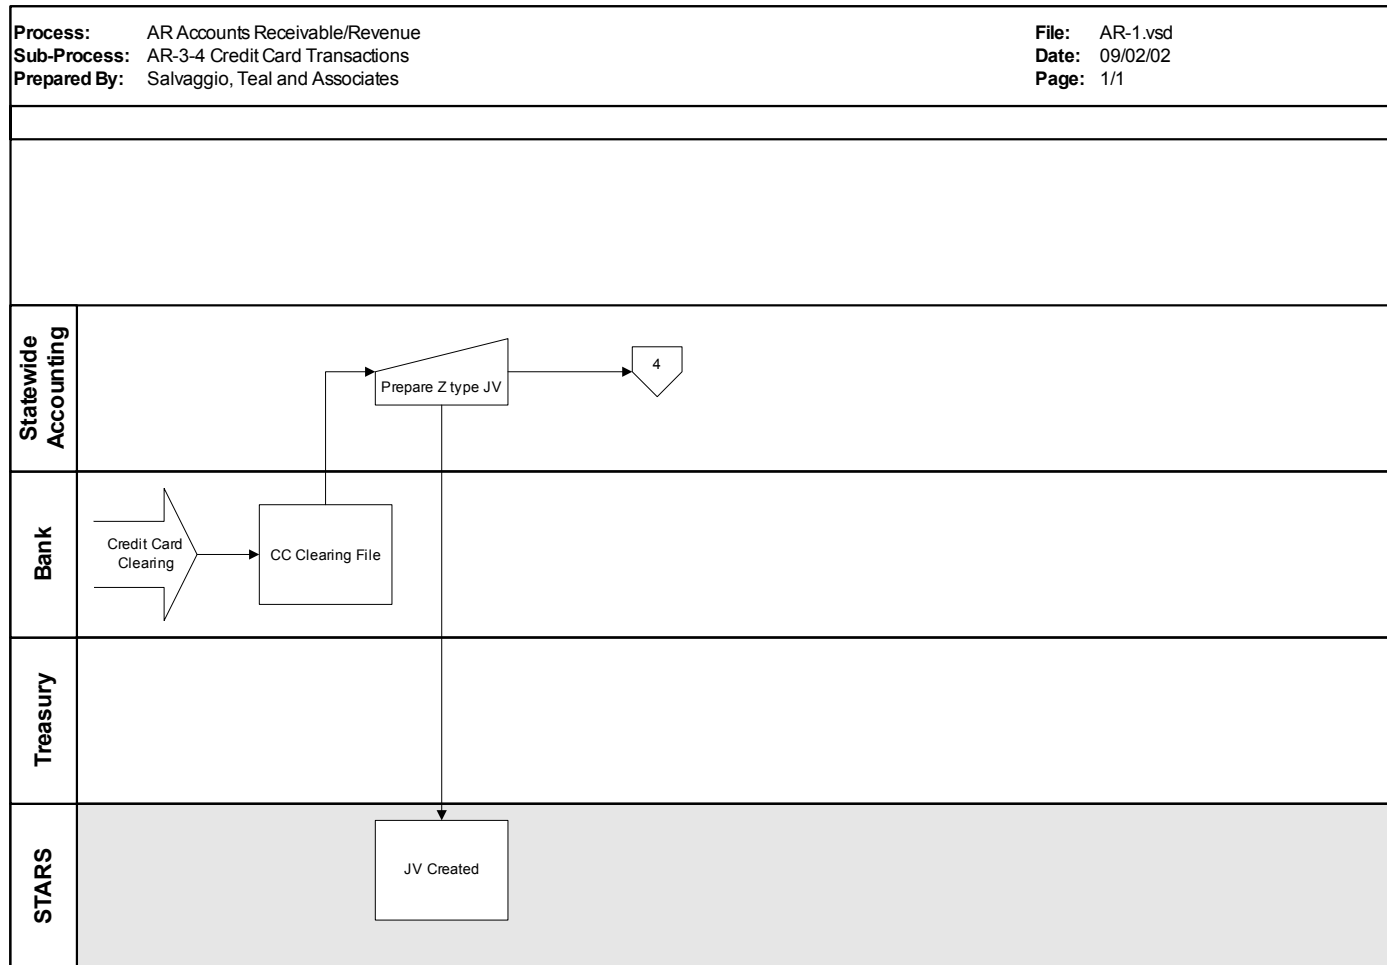 Process: AR Accounts Receivable/Revenue
Sub-Process: AR-3-4 Credit Card Transactions
Prepared By: Salvaggio, Teal and Associates
File: AR-1.vsd
Date: 09/02/02
Page: 1/1
Statewide
Accounting
Prepare Z type JV
4
Bank
Credit Card
Clearing
CC Clearing File
Treasury
STARS
JV Created